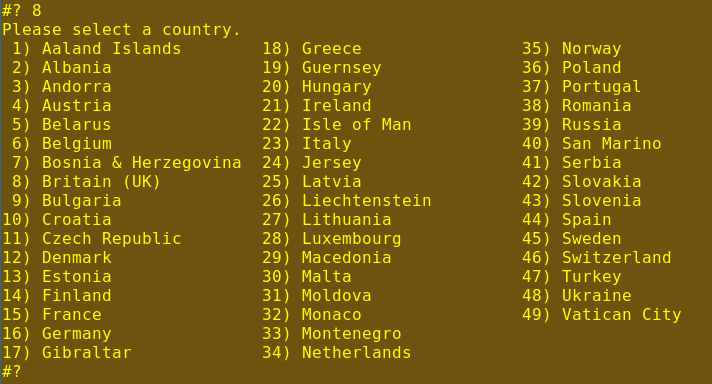 #? 8
Please select a country.
 1) Aaland Islands        18) Greece                35) Norway
 2) Albania               19) Guernsey              36) Poland
 3) Andorra               20) Hungary               37) Portugal
 4) Austria               21) Ireland               38) Romania
 5) Belarus               22) Isle of Man           39) Russia
 6) Belgium               23) Italy                 40) San Marino
 7) Bosnia & Herzegovina  24) Jersey                41) Serbia
 8) Britain (UK)          25) Latvia                42) Slovakia
 9) Bulgaria              26) Liechtenstein         43) Slovenia
10) Croatia               27) Lithuania             44) Spain
11) Czech Republic        28) Luxembourg            45) Sweden
12) Denmark               29) Macedonia             46) Switzerland
13) Estonia               30) Malta                 47) Turkey
14) Finland               31) Moldova               48) Ukraine
15) France                32) Monaco                49) Vatican City
16) Germany               33) Montenegro
17) Gibraltar             34) Netherlands
#?